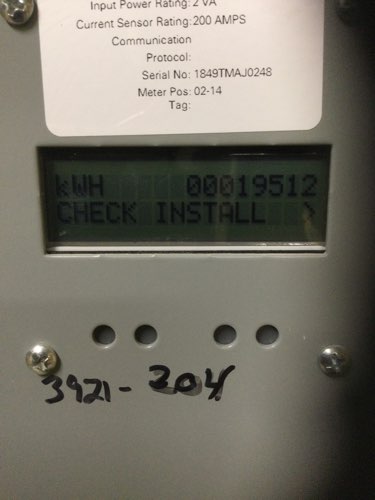 Input Power Rating: 2 VA
Current Sensor Rating: 200 AMPS
Communication
Protocol:
Serial No: 1849TMAJ0248
Meter Pos: 02-14
Tag:
kWH 00019512
CHECK INSTALL >
3921-204